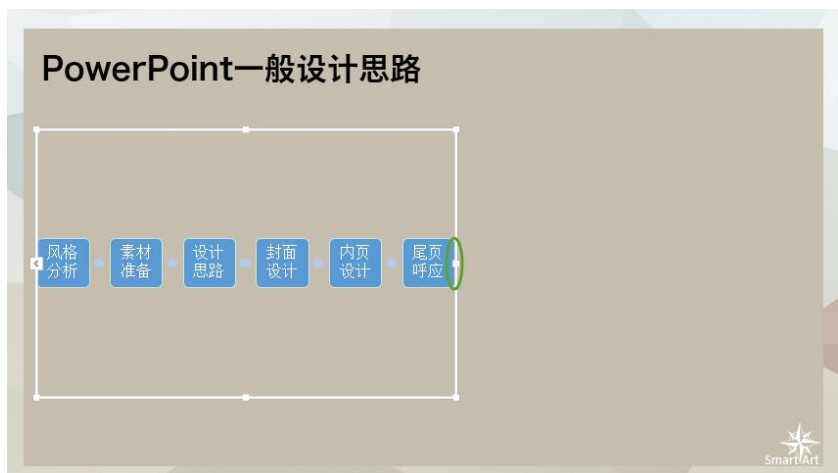 PowerPoint一般设计思路
风格
分析
素材
准备
设计
思路
封面
设计
内页
设计
尾页
呼应
Smart Art